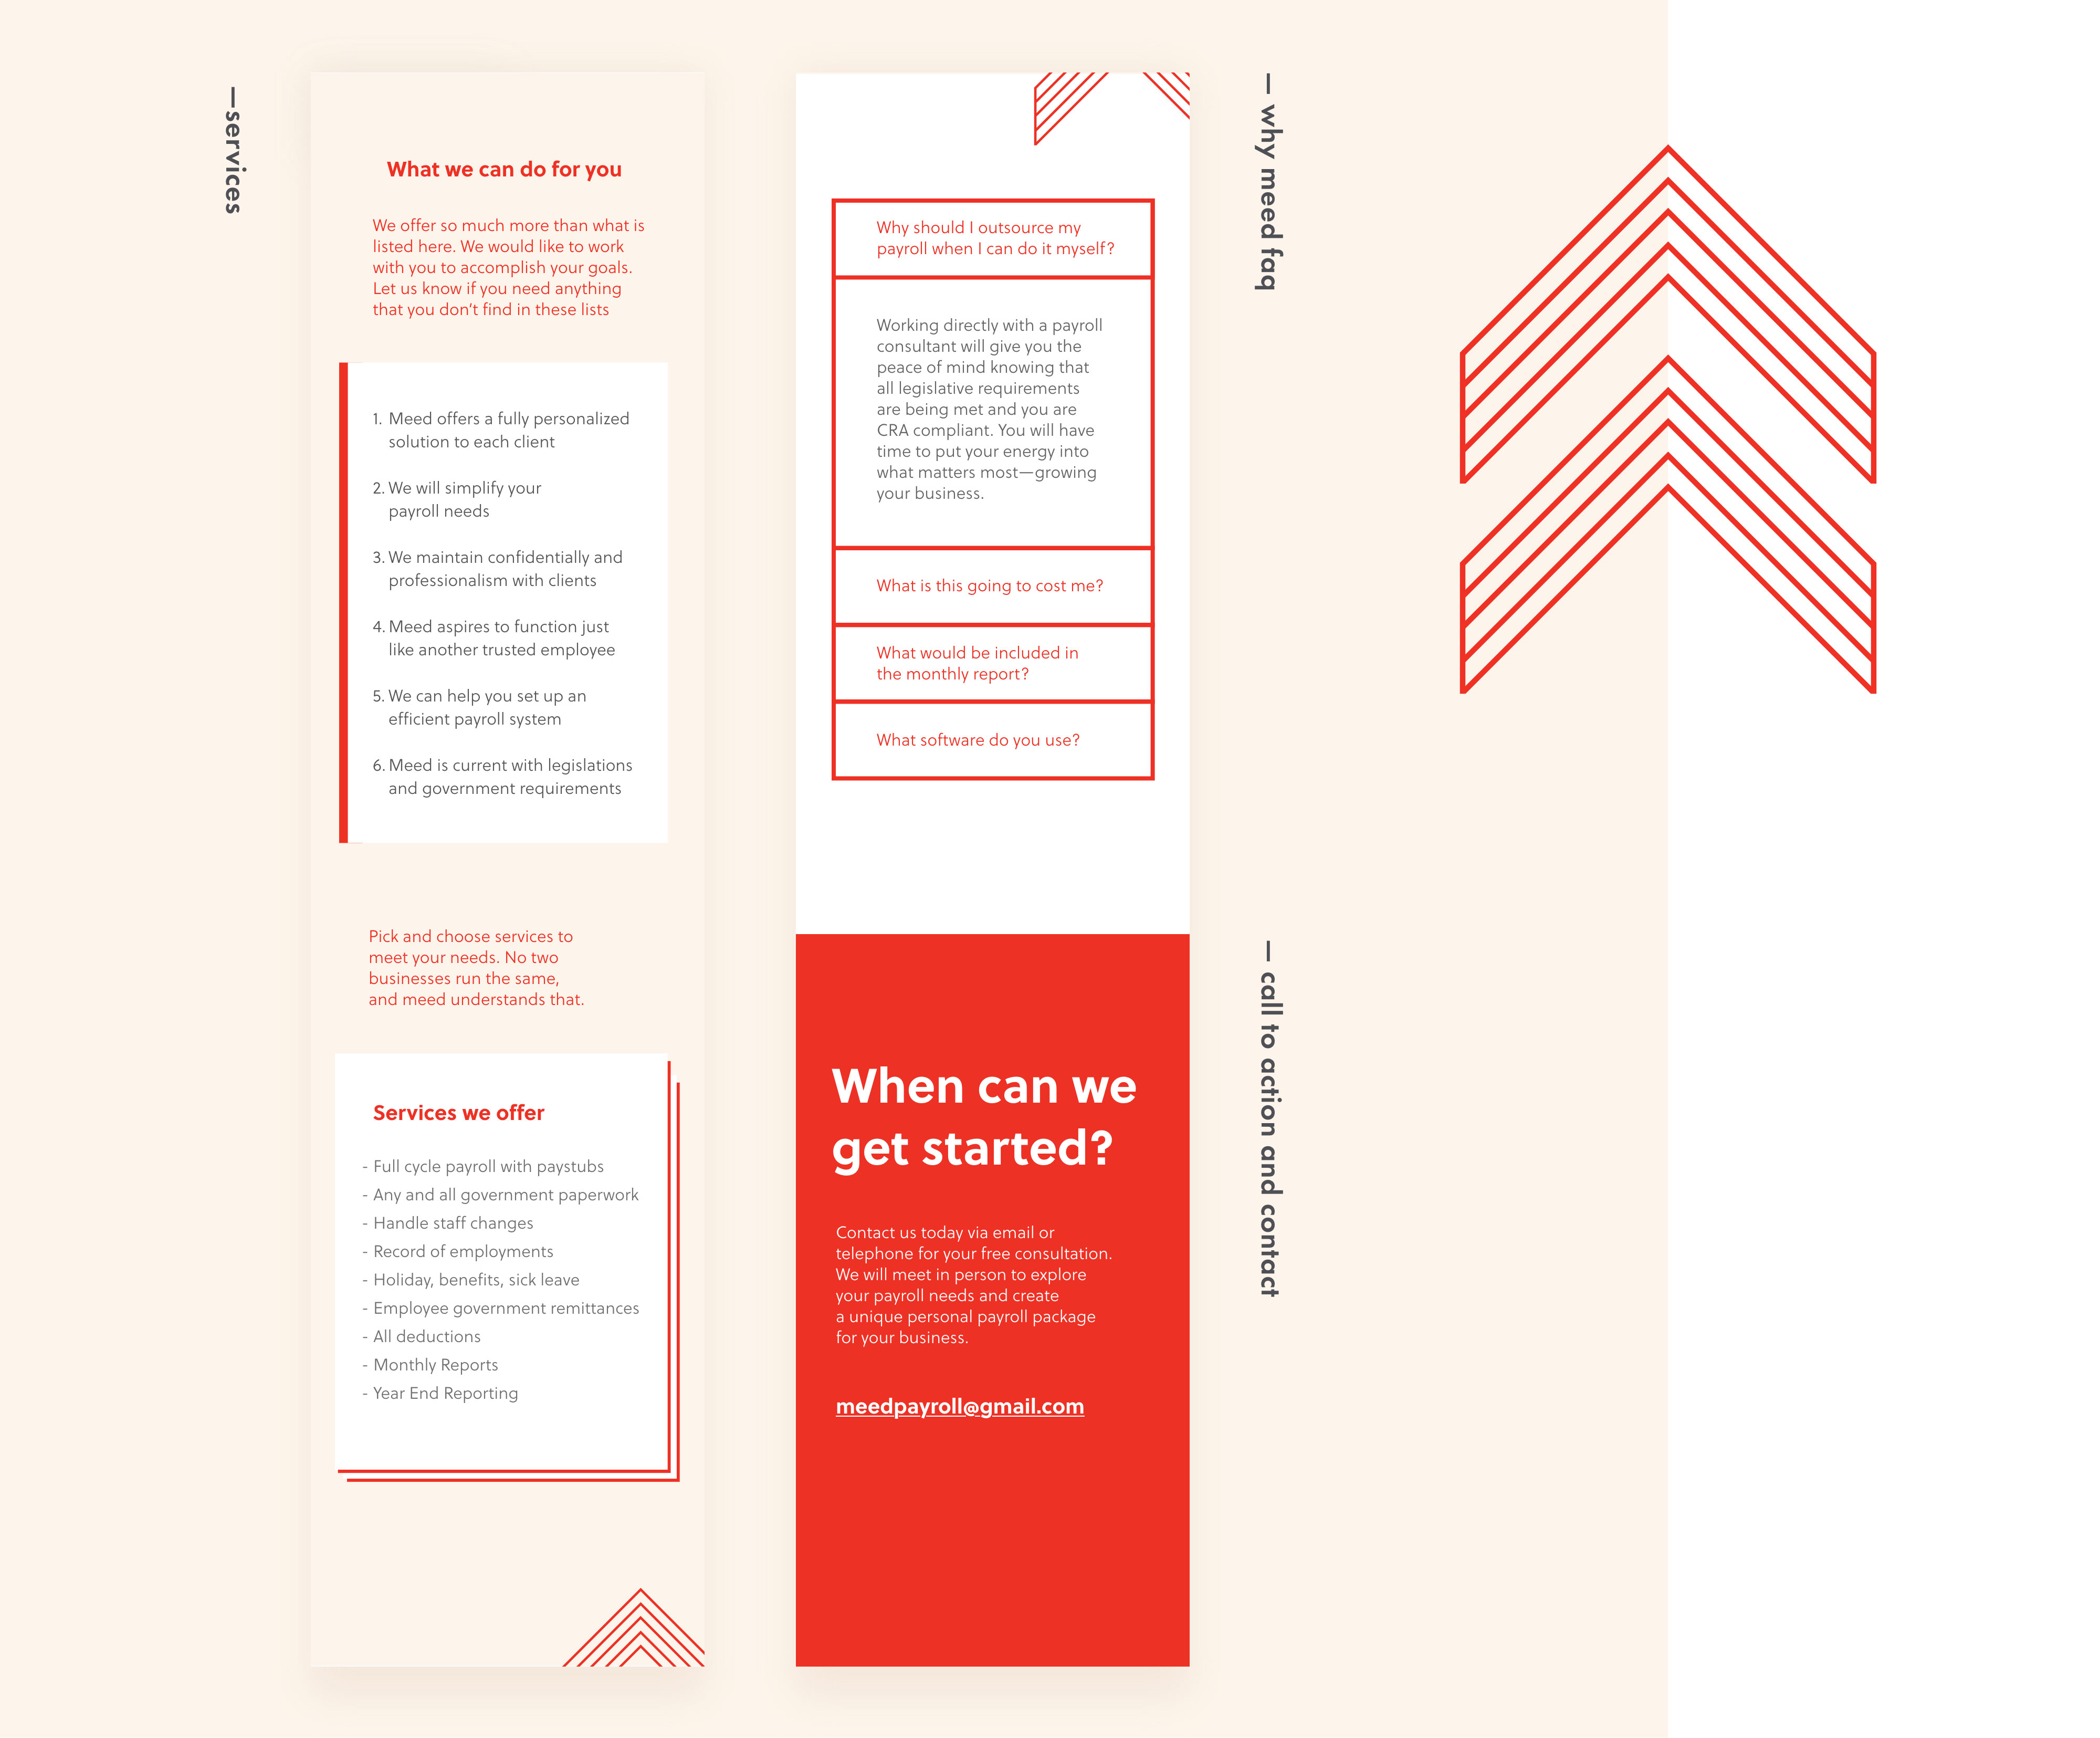 —services
What we can do for you
We offer so much more than what is
listed here. We would like to work
with you to accomplish your goals.
Let us know if you need anything
that you don’t find in these lists
1. Meed offers a fully personalized
solution to each client
2. We will simplify your
payroll needs
3. We maintain confidentially and
professionalism with clients
4. Meed aspires to function just
like another trusted employee
5. We can help you set up an
efficient payroll system
6. Meed is current with legislations
and government requirements
Pick and choose services to
meet your needs. No two
businesses run the same,
and meed understands that.
Services we offer
- Full cycle payroll with paystubs
- Any and all government paperwork
- Handle staff changes
- Record of employments
- Holiday, benefits, sick leave
- Employee government remittances
- All deductions
- Monthly Reports
- Year End Reporting
— why meed faq
Why should I outsource my
payroll when I can do it myself?
Working directly with a payroll
consultant will give you the
peace of mind knowing that
all legislative requirements
are being met and you are
CRA compliant. You will have
time to put your energy into
what matters most—growing
your business.
What is this going to cost me?
What would be included in
the monthly report?
What software do you use?
— call to action and contact
When can we
get started?
Contact us today via email or
telephone for your free consultation.
We will meet in person to explore
your payroll needs and create
a unique personal payroll package
for your business.
meedpayroll@gmail.com